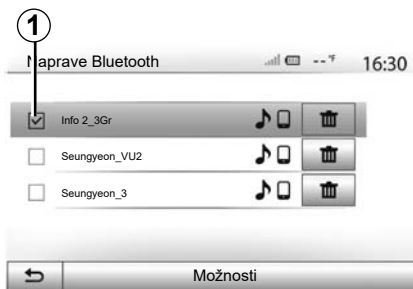 1
Naprave Bluetooth -- °F 16:30
Info 2_3Gr
Seungyeon_VU2
Seungyeon_3
Možnosti